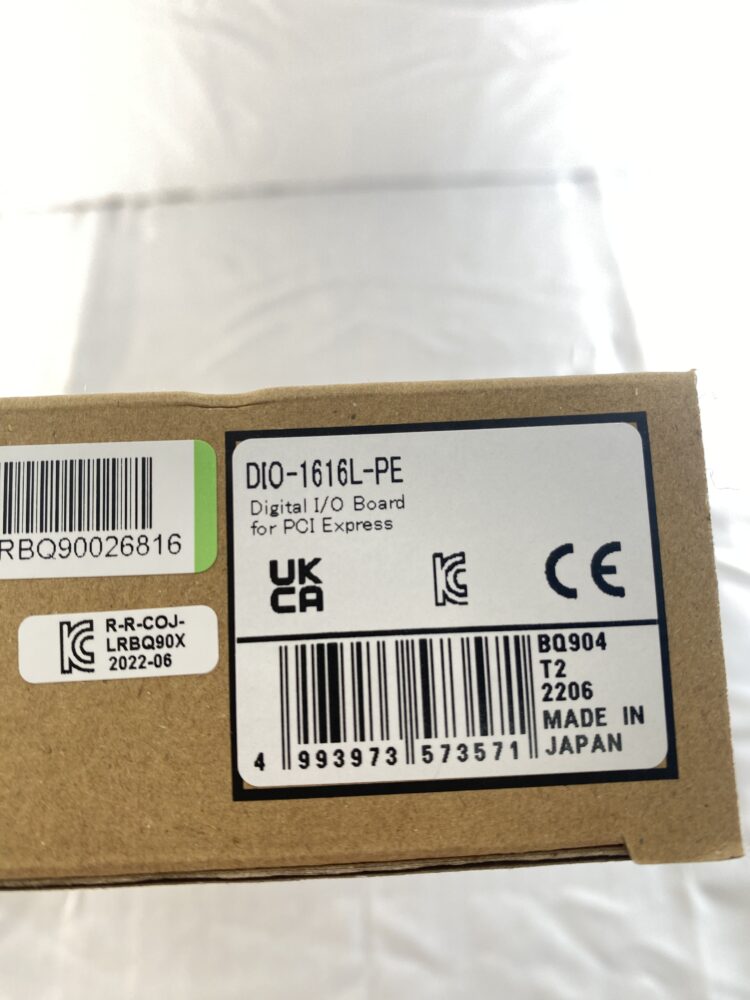 RBQ90026816
R-R-COJ-
LRBQ90X
2022-06
DIO-1616L-PE
Digital I/O Board
for PCI Express
UK
CA
CE
BQ904
T2
2206
MADE IN
JAPAN
4 993973 573571